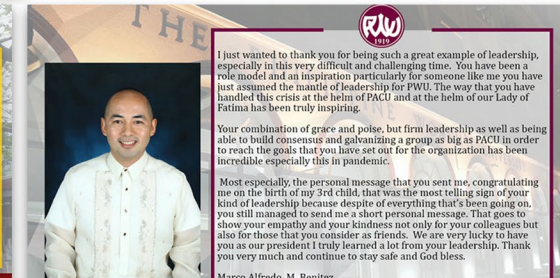 THE
PWU
1919
I just wanted to thank you for being such a great example of leadership,
especially in this very difficult and challenging time. You have been a
role model and an inspiration particularly for someone like me you have
just assumed the mantle of leadership for PWU. The way that you have
handled this crisis at the helm of PACU and at the helm of our Lady of
Fatima has been truly inspiring.
Your combination of grace and poise, but firm leadership as well as being
able to build consensus and galvanizing a group as big as PACU in order
to reach the goals that you have set out for the organization has been
incredible especially this in pandemic.
Most especially, the personal message that you sent me, congratulating
me on the birth of my 3rd child, that was the most telling sign of your
kind of leadership because despite of everything that's been going on,
you still managed to send me a short personal message. That goes to
show your empathy and your kindness not only for your colleagues but
also for those that you consider as friends. We are very lucky to have
you as our president I truly learned a lot from your leadership. Thank
you very much and continue to stay safe and God bless.
Marco Alfredo. M. Benitez